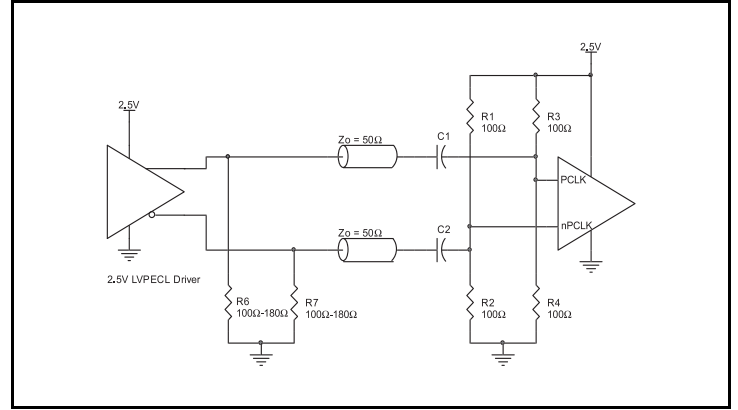 2.5V
2.5V
R1
100Ω
R3
100Ω
Zo = 50Ω
C1
PCLK
nPCLK
Zo = 50Ω
C2
2.5V LVPECL Driver
R6
100Ω-180Ω
R7
100Ω-180Ω
R2
100Ω
R4
100Ω